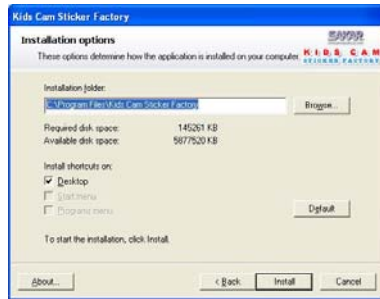 Kids Cam Sticker Factory
Installation options
These options determine how the application is installed on your computer
SAKAR
K·I·D·S C·A·M
STICKER FACTORY
Installation folder:
C:\Program Files\Kids Cam Sticker Factory
Browse...
Required disk space: 145261 KB
Available disk space: 5877520 KB
Install shortcuts on:
Desktop
Start menu
Programs menu
Default
To start the installation, click Install.
About...
< Back
Install
Cancel